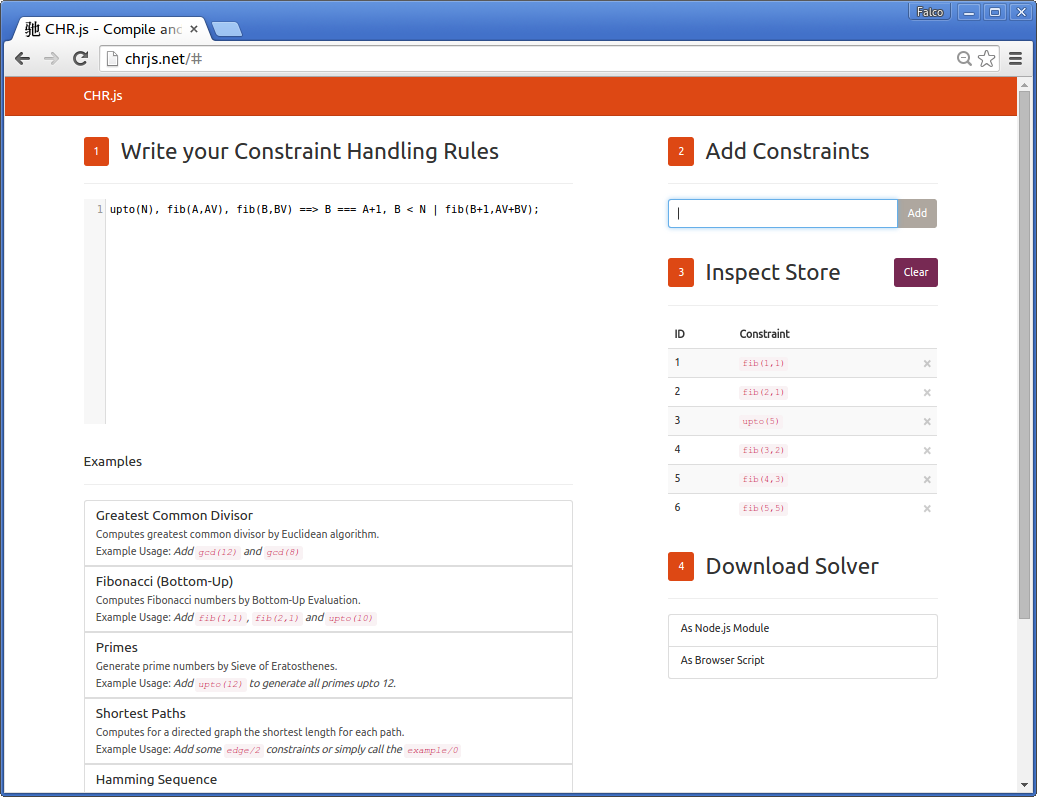 Falco
驰 CHR.js - Compile and
chrjs.net/#
CHR.js
1 Write your Constraint Handling Rules
1 upto(N), fib(A,AV), fib(B,BV) ==> B === A+1, B < N | fib(B+1,AV+BV);
Examples
Greatest Common Divisor
Computes greatest common divisor by Euclidean algorithm.
Example Usage: Add gcd(12) and gcd(8)
Fibonacci (Bottom-Up)
Computes Fibonacci numbers by Bottom-Up Evaluation.
Example Usage: Add fib(1,1), fib(2,1) and upto(10)
Primes
Generate prime numbers by Sieve of Eratosthenes.
Example Usage: Add upto(12) to generate all primes upto 12.
Shortest Paths
Computes for a directed graph the shortest length for each path.
Example Usage: Add some edge/2 constraints or simply call the example/0
Hamming Sequence
2 Add Constraints
Add
3 Inspect Store
Clear
ID Constraint
1 fib(1,1)
2 fib(2,1)
3 upto(5)
4 fib(3,2)
5 fib(4,3)
6 fib(5,5)
4 Download Solver
As Node.js Module
As Browser Script